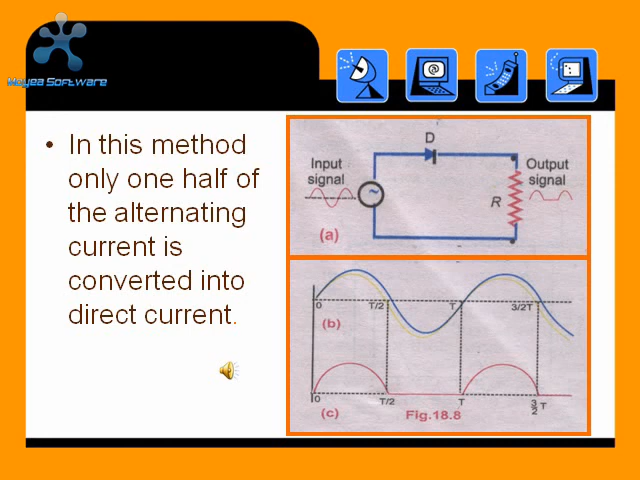 Mayea Software
• In this method
only one half of
the alternating
current is
converted into
direct current.
D
Input
signal
~
R
Output
signal
(a)
0 T/2 T 3/2T
(b)
0 T/2 T 3/2 T
(c)
Fig.18.8